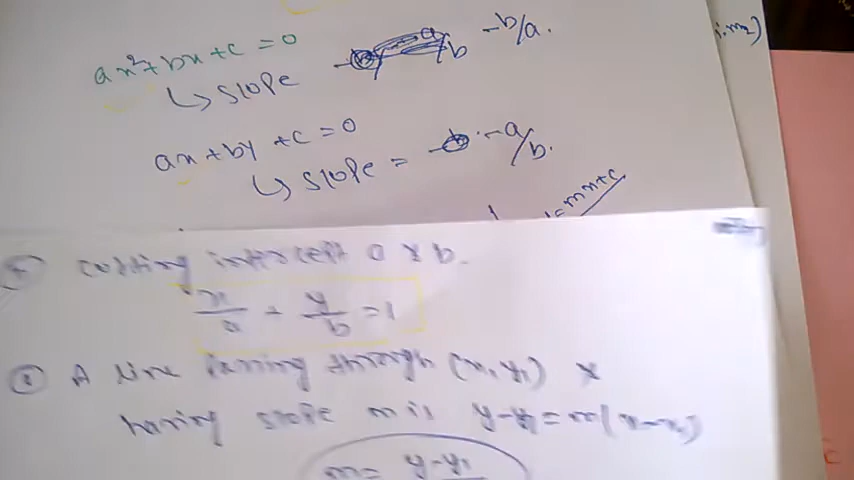 ax²+bx+c=0
↳ slope -b/a.
ax+by+c=0
↳ slope = -a/b.
=mx+c
cutting intercept a & b.
x/a + y/b = 1
A line passing through (x, y₁) &
having slope m is y-y₁=m(x-x₁)
m= y-y₁